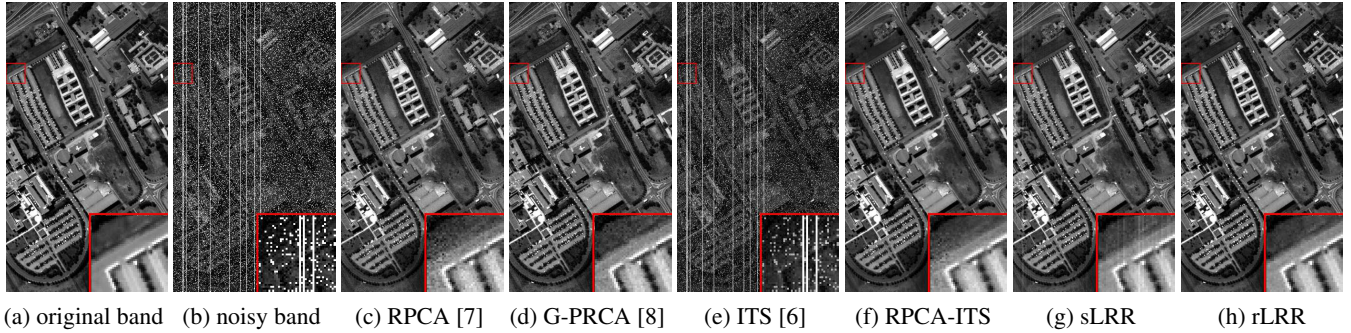 (a) original band (b) noisy band (c) RPCA [7] (d) G-PRCA [8] (e) ITS [6] (f) RPCA-ITS (g) sLRR (h) rLRR